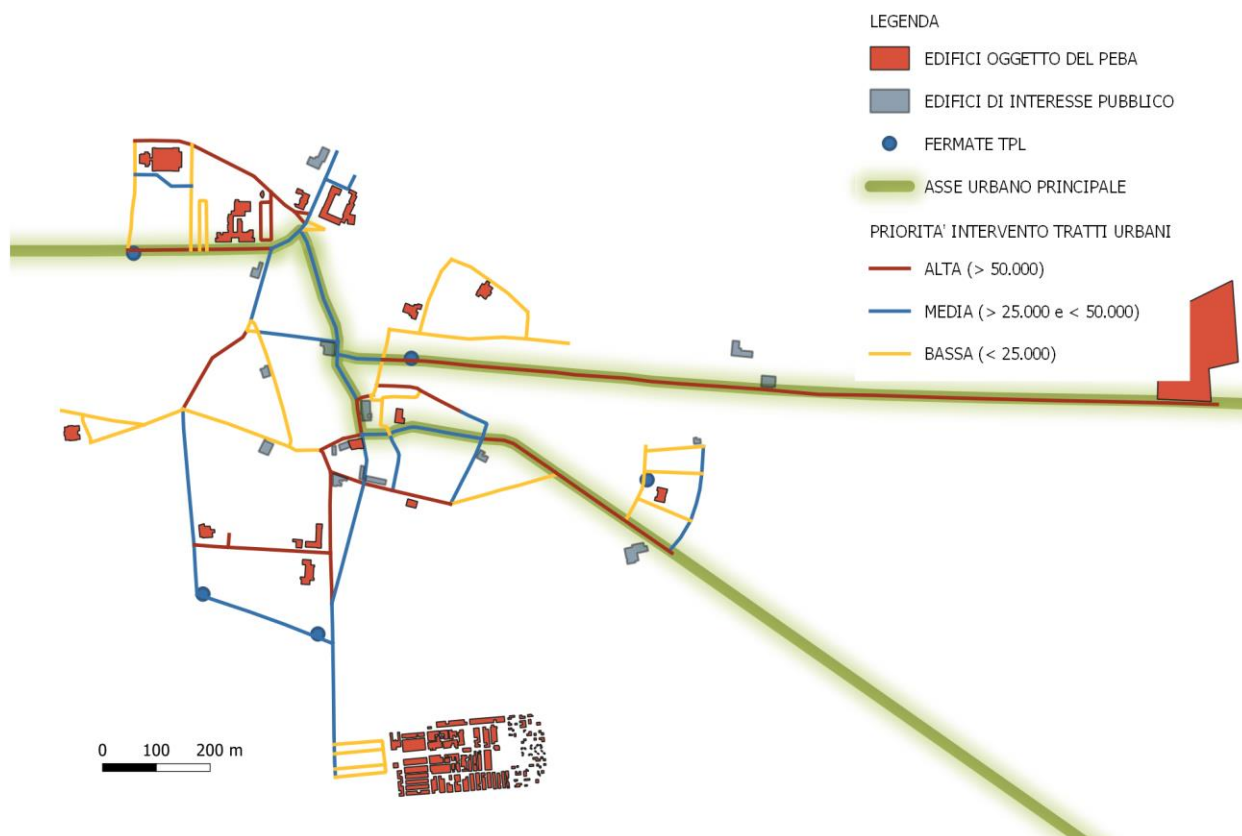 LEGENDA
EDIFICI OGGETTO DEL PEBA
EDIFICI DI INTERESSE PUBBLICO
FERMATE TPL
ASSE URBANO PRINCIPALE
PRIORITA' INTERVENTO TRATTI URBANI
ALTA (> 50.000)
MEDIA (> 25.000 e < 50.000)
BASSA (< 25.000)
0 100 200 m